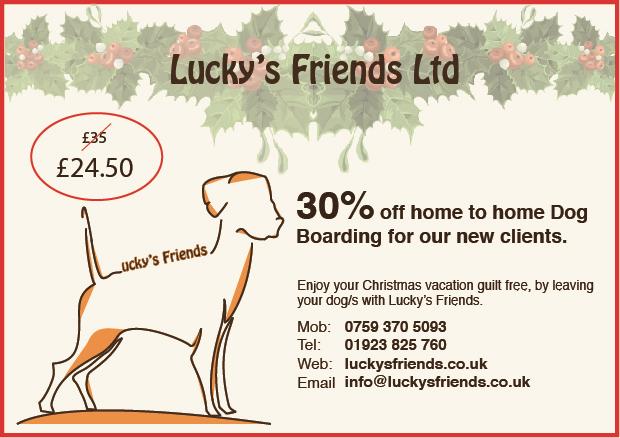 Lucky's Friends Ltd
£35
£24.50
ucky's Friends
30% off home to home Dog
Boarding for our new clients.
Enjoy your Christmas vacation guilt free, by leaving
your dog/s with Lucky's Friends.
Mob: 0759 370 5093
Tel: 01923 825 760
Web: luckysfriends.co.uk
Email info@luckysfriends.co.uk